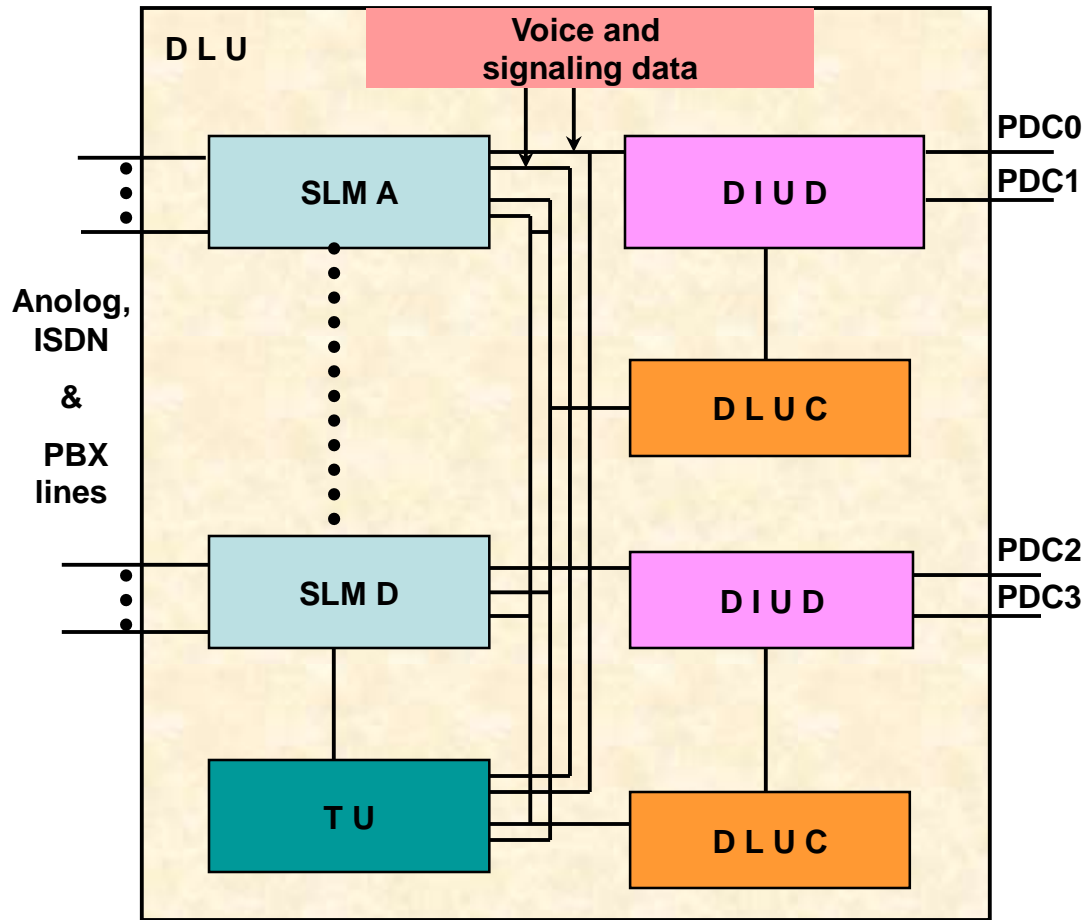 D L U
Voice and
signaling data
PDC0
PDC1
SLM A
D I U D
Anolog,
ISDN
&
PBX
lines
D L U C
PDC2
PDC3
SLM D
D I U D
T U
D L U C